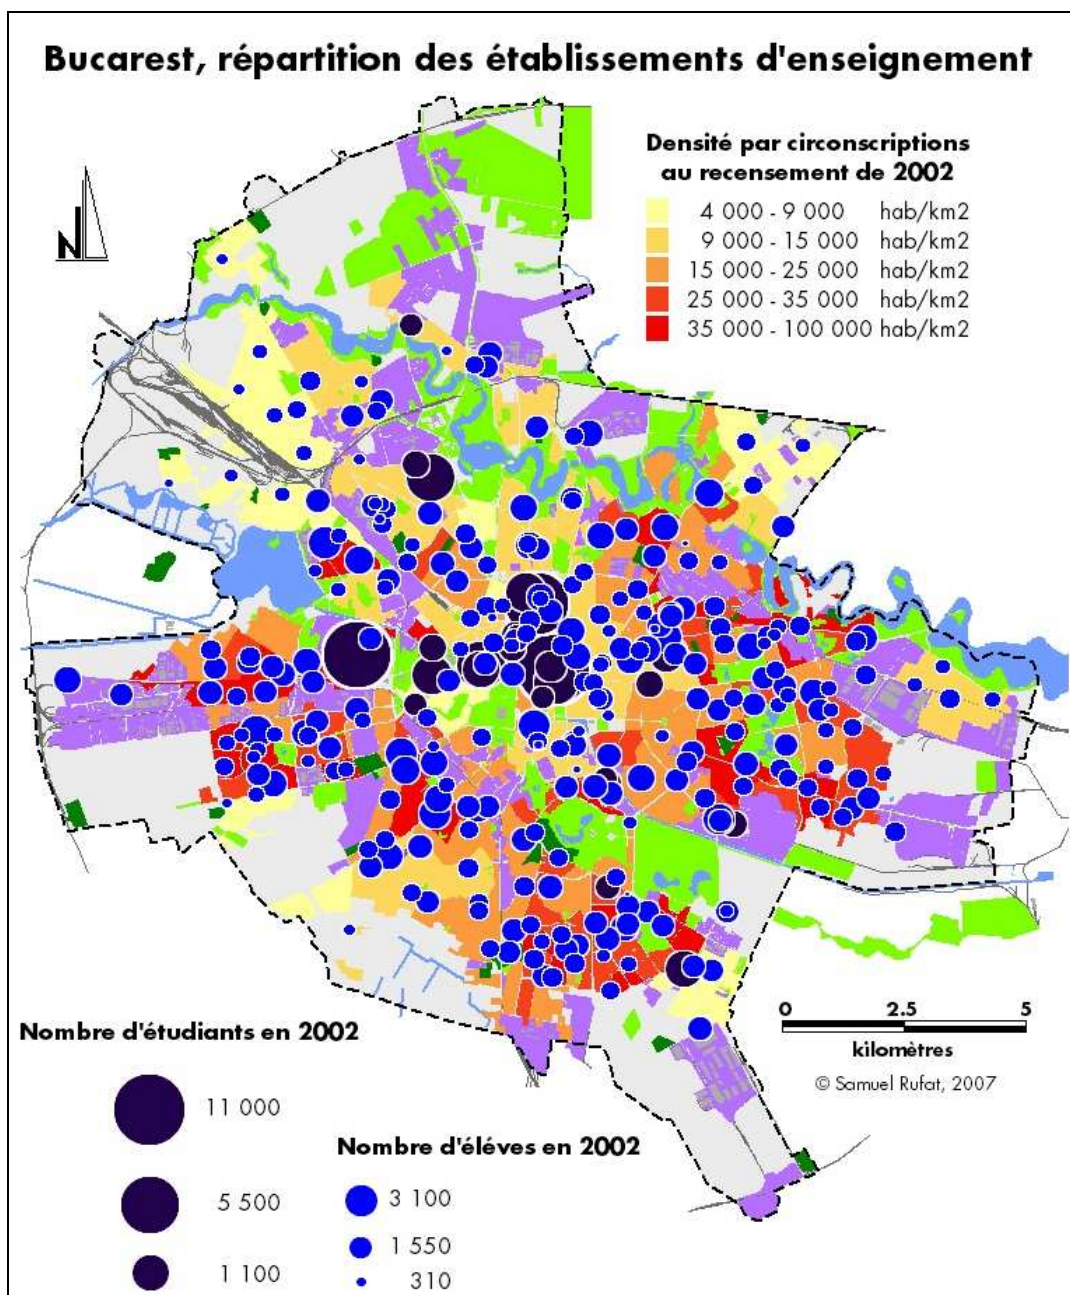 Bucarest, répartition des établissements d'enseignement
Densité par circonscriptions
au recensement de 2002
4 000 - 9 000 hab/km2
9 000 - 15 000 hab/km2
15 000 - 25 000 hab/km2
25 000 - 35 000 hab/km2
35 000 - 100 000 hab/km2
N
0 2.5 5
kilomètres
© Samuel Rufat, 2007
Nombre d'étudiants en 2002
11 000
5 500
1 100
Nombre d'éléves en 2002
3 100
1 550
310